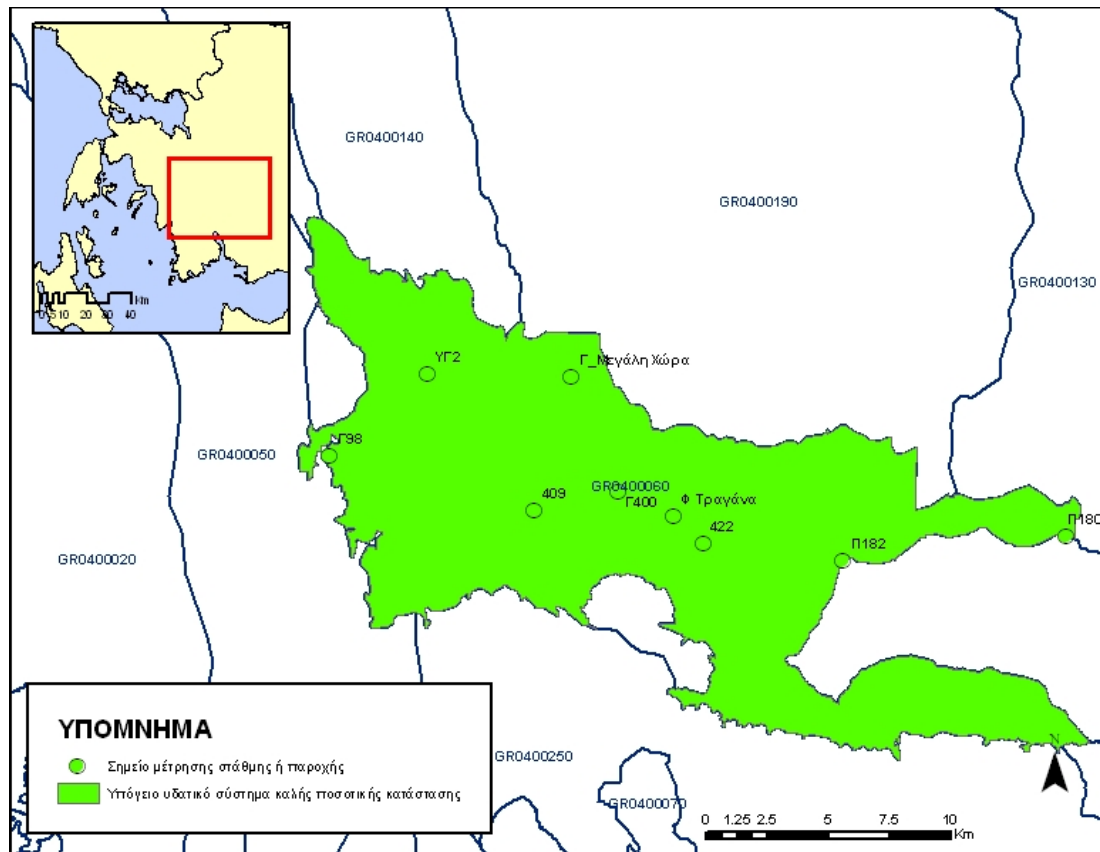 GR0400140
GR0400190
GR0400130
Km
10 20 30 40
ΥΓ2
Γ_Μεγάλη Χώρα
Γ98
GR0400050
409
GR0400060
Γ400
Φ Τραγάνα
422
Π182
Π180
GR0400020
ΥΠΟΜΝΗΜΑ
Σημείο μέτρησης στάθμης ή παροχής
Υπόγειο υδατικό σύστημα καλής ποσοτικής κατάστασης
GR0400250
GR0400070
N
0 1.25 2.5 5 7.5 10
Km